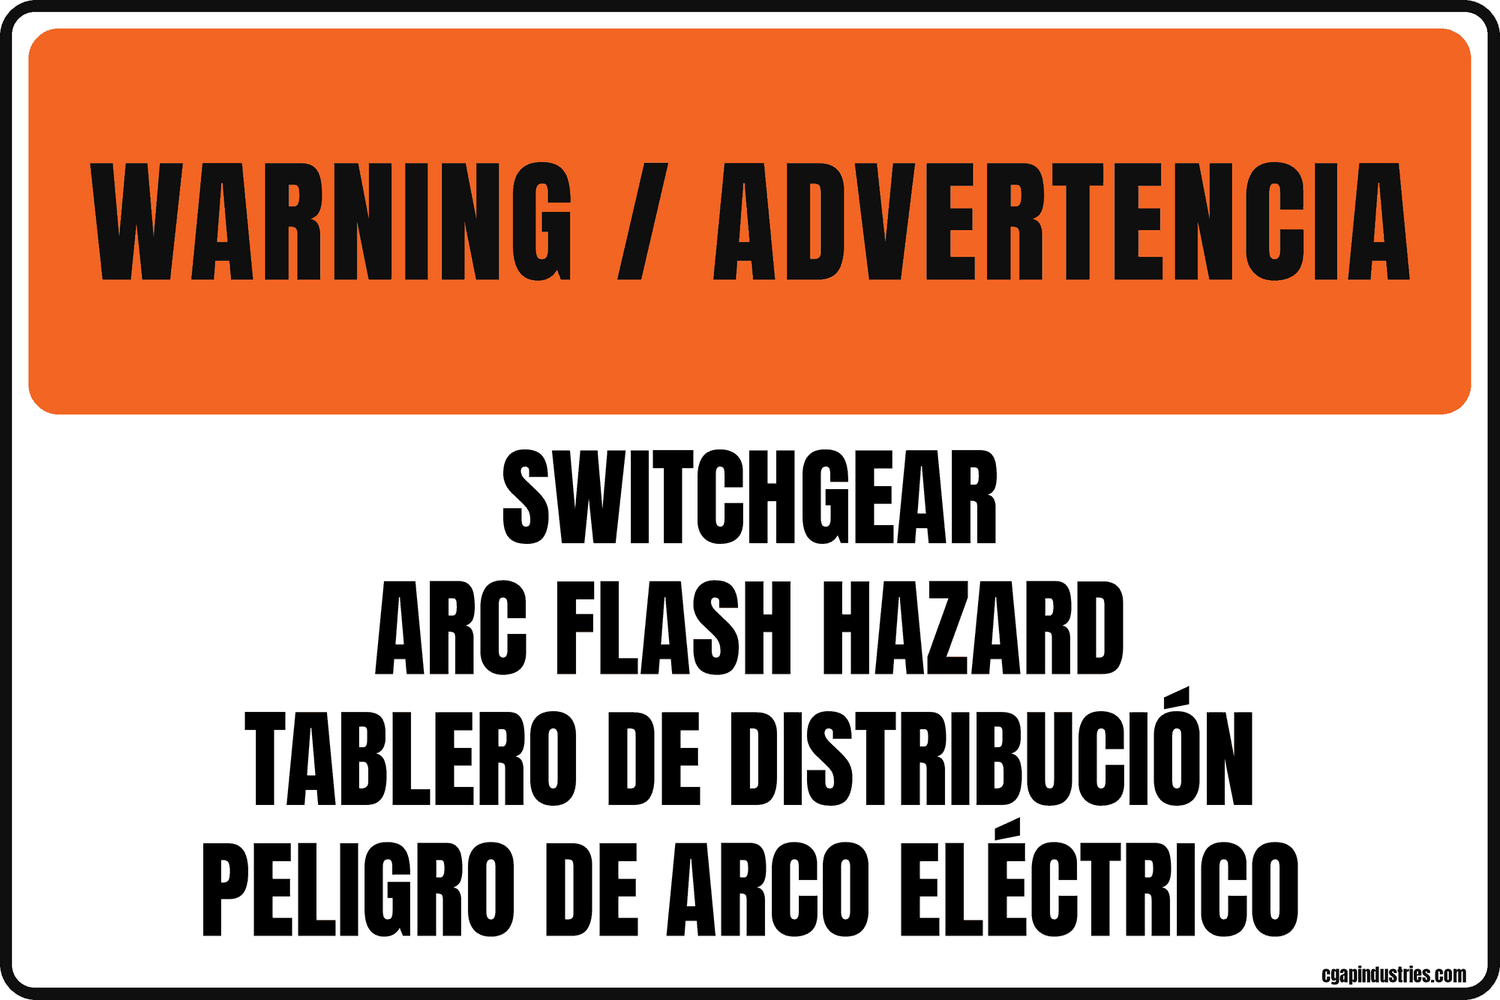 WARNING / ADVERTENCIA
SWITCHGEAR
ARC FLASH HAZARD
TABLERO DE DISTRIBUCIÓN
PELIGRO DE ARCO ELÉCTRICO
cgapindustries.com